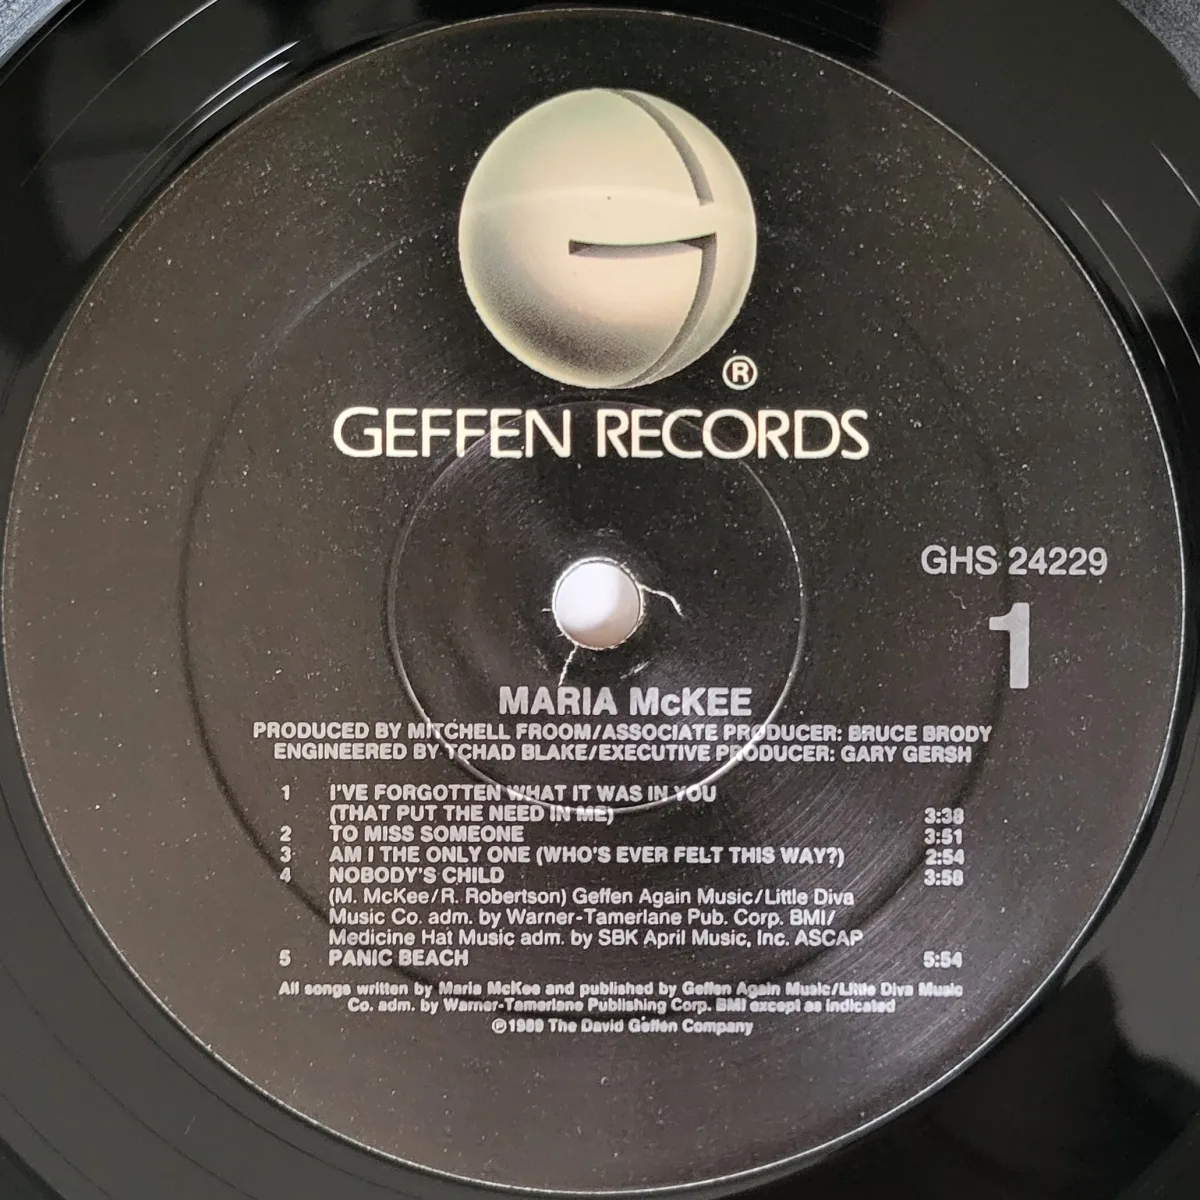 ®
GEFFEN RECORDS
GHS 24229
1
MARIA McKEE
PRODUCED BY MITCHELL FROOM/ASSOCIATE PRODUCER: BRUCE BRODY
ENGINEERED BY TCHAD BLAKE/EXECUTIVE PRODUCER: GARY GERSH
1 I'VE FORGOTTEN WHAT IT WAS IN YOU
(THAT PUT THE NEED IN ME) 3:38
2 TO MISS SOMEONE 3:51
3 AM I THE ONLY ONE (WHO'S EVER FELT THIS WAY?) 2:54
4 NOBODY'S CHILD 3:58
(M. McKee/R. Robertson) Geffen Again Music/Little Diva
Music Co. adm. by Warner-Tamerlane Pub. Corp. BMI/
Medicine Hat Music adm. by SBK April Music, Inc. ASCAP
5 PANIC BEACH 5:54
All songs written by Maria McKee and published by Geffen Again Music/Little Diva Music
Co. adm. by Warner-Tamerlane Publishing Corp. BMI except as indicated
℗1989 The David Geffen Company